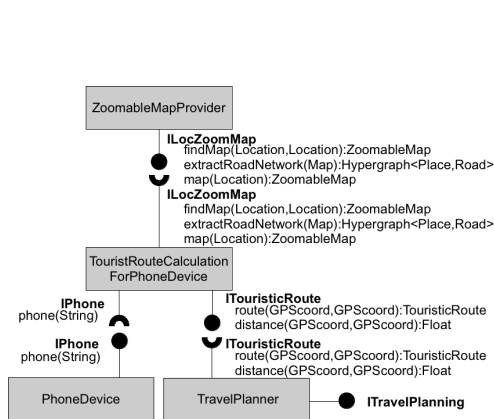 ZoomableMapProvider
ILocZoomMap
findMap(Location,Location):ZoomableMap
extractRoadNetwork(Map):Hypergraph<Place,Road>
map(Location):ZoomableMap
ILocZoomMap
findMap(Location,Location):ZoomableMap
extractRoadNetwork(Map):Hypergraph<Place,Road>
map(Location):ZoomableMap
TouristRouteCalculation
ForPhoneDevice
IPhone
phone(String)
IPhone
phone(String)
ITouristicRoute
route(GPScoord,GPScoord):TouristicRoute
distance(GPScoord,GPScoord):Float
ITouristicRoute
route(GPScoord,GPScoord):TouristicRoute
distance(GPScoord,GPScoord):Float
PhoneDevice
TravelPlanner
ITravelPlanning